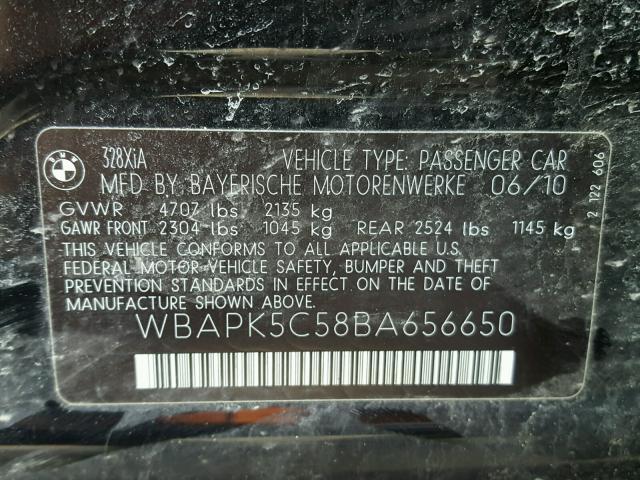 328XiA VEHICLE TYPE: PASSENGER CAR
MFD BY: BAYERISCHE MOTORENWERKE 06/10
GVWR 4707 lbs 2135 kg
GAWR FRONT 2304 lbs 1045 kg REAR 2524 lbs 1145 kg
THIS VEHICLE CONFORMS TO ALL APPLICABLE U.S.
FEDERAL MOTOR VEHICLE SAFETY, BUMPER AND THEFT
PREVENTION STANDARDS IN EFFECT ON THE DATE OF
MANUFACTURE SHOWN ABOVE.
WBAPK5C58BA656650
2 122 606